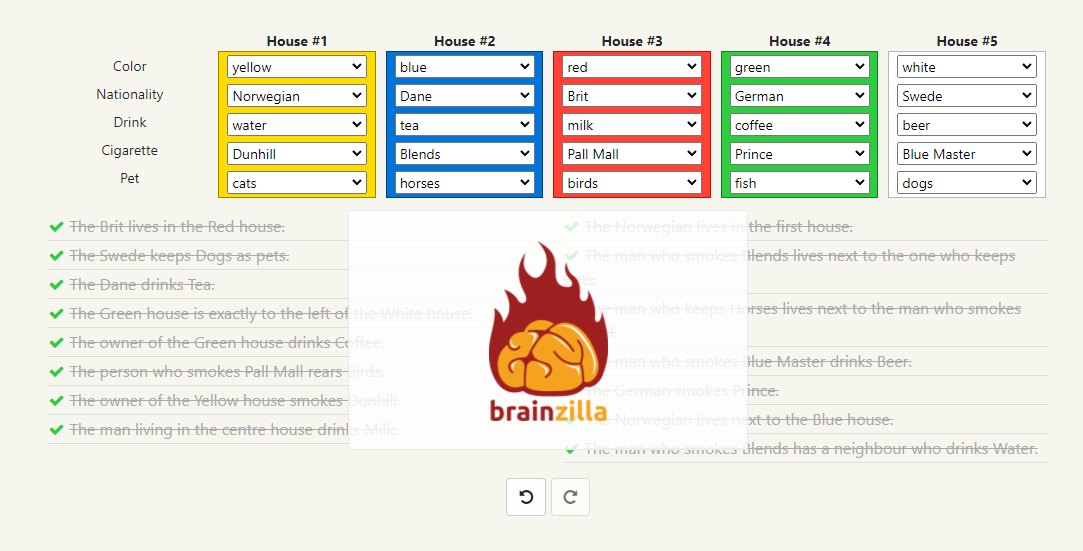 House #1 House #2 House #3 House #4 House #5
Color yellow blue red green white
Nationality Norwegian Dane Brit German Swede
Drink water tea milk coffee beer
Cigarette Dunhill Blends Pall Mall Prince Blue Master
Pet cats horses birds fish dogs
The Brit lives in the Red house.
The Swede keeps Dogs as pets.
The Dane drinks Tea.
The Green house is exactly to the left of the White house.
The owner of the Green house drinks Coffee.
The person who smokes Pall Mall rears Birds.
The owner of the Yellow house smokes Dunhill.
The man living in the centre house drinks Milk.
The Norwegian lives in the first house.
The man who smokes Blends lives next to the one who keeps
The man who keeps Horses lives next to the man who smokes
The man who smokes Blue Master drinks Beer.
The German smokes Prince.
The Norwegian lives next to the Blue house.
The man who smokes Blends has a neighbour who drinks Water.
brainzilla